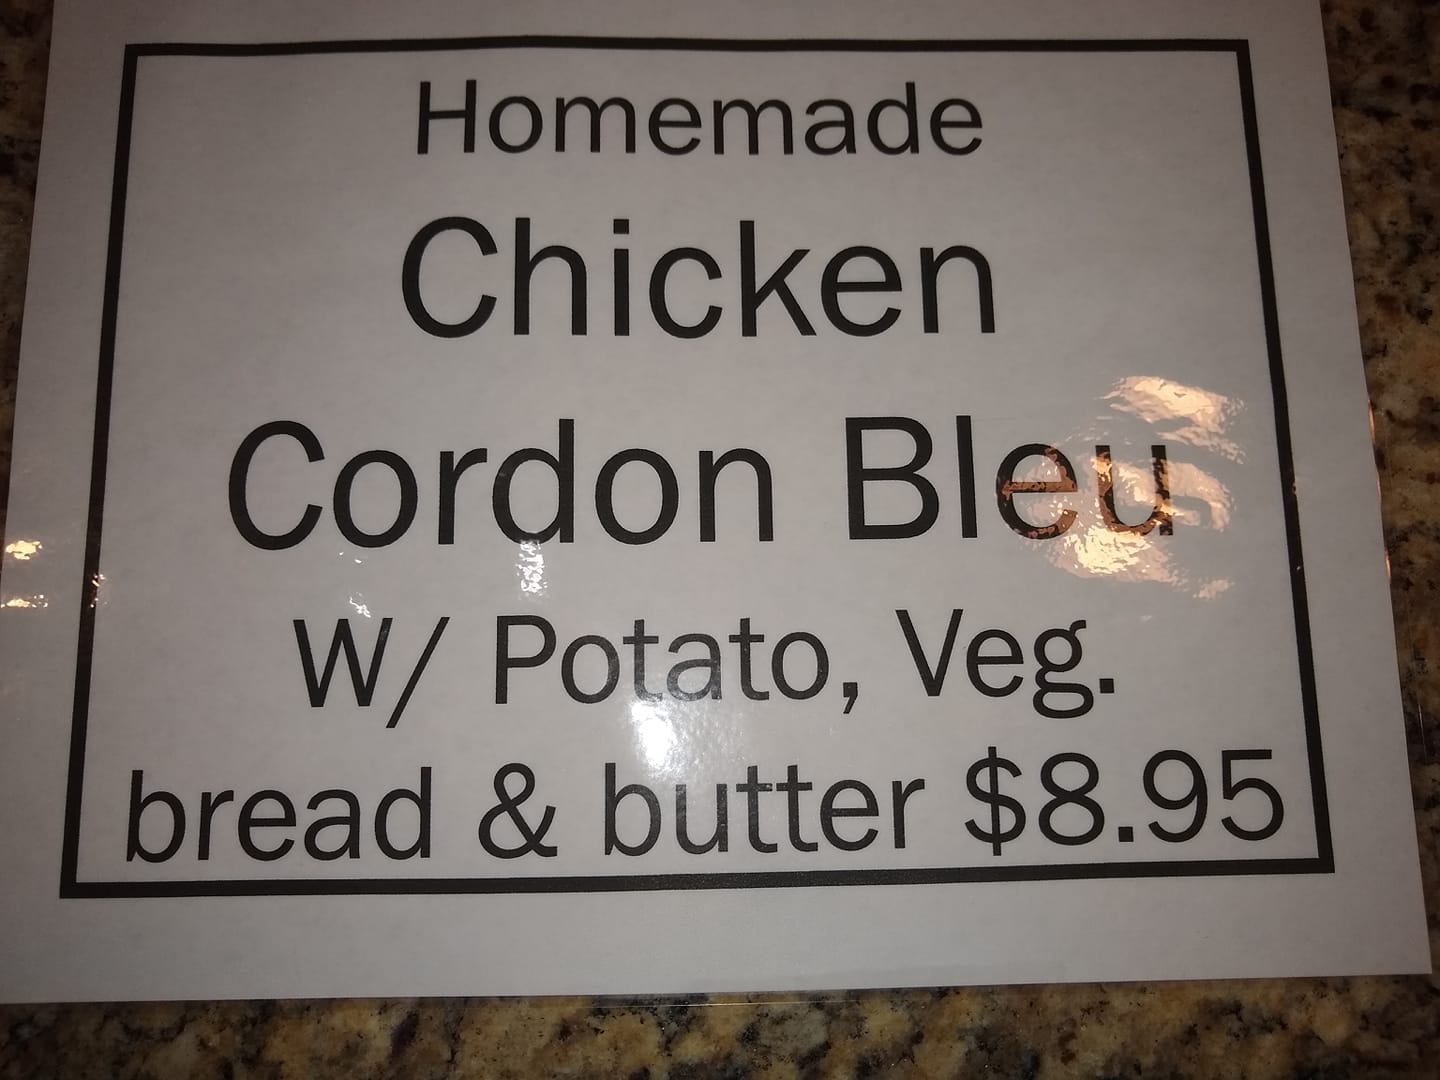 Homemade
Chicken
Cordon Bleu
W/ Potato, Veg.
bread & butter $8.95